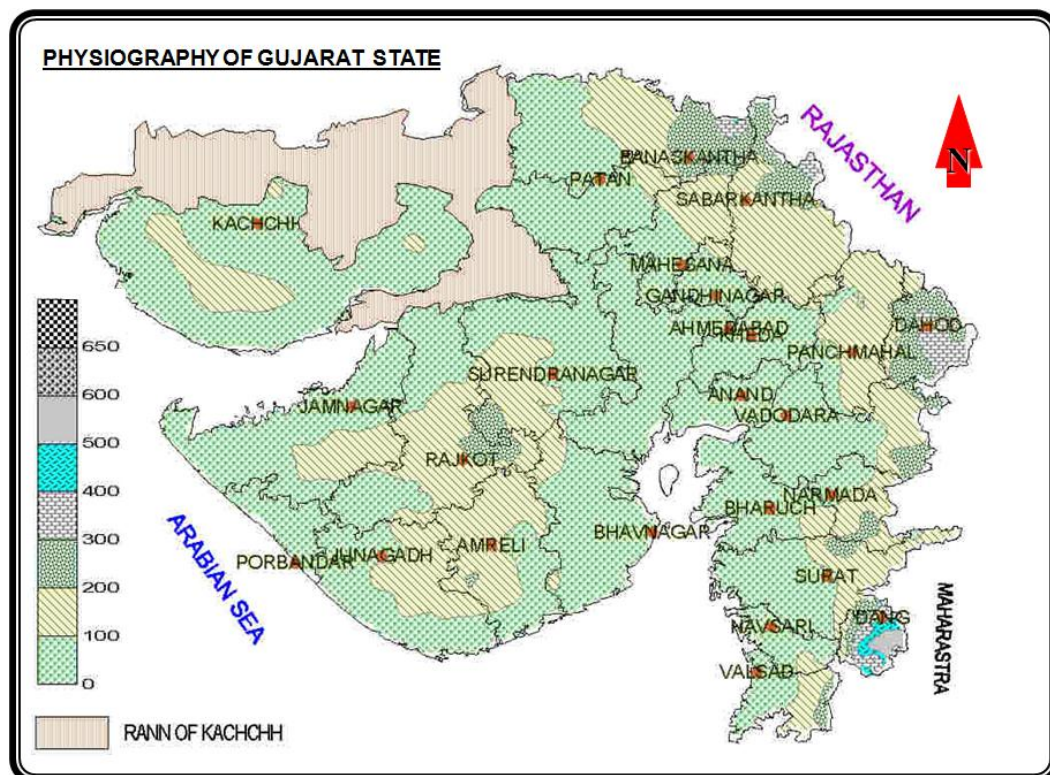 PHYSIOGRAPHY OF GUJARAT STATE
RAJASTHAN
N
BANASKANTHA
PATAN
SABARKANTHA
KACHCHH
MAHESANA
GANDHINAGAR
AHMEDABAD
KHEDA
DAHOD
PANCHMAHAL
SURENDRANAGAR
ANAND
JAMNAGAR
VADODARA
RAJKOT
NARMADA
BHARUCH
BHAVNAGAR
AMRELI
JUNAGADH
PORBANDAR
SURAT
DANG
NAVSARI
VALSAD
ARABIAN SEA
MAHARASTRA
650
600
500
400
300
200
100
0
RANN OF KACHCHH